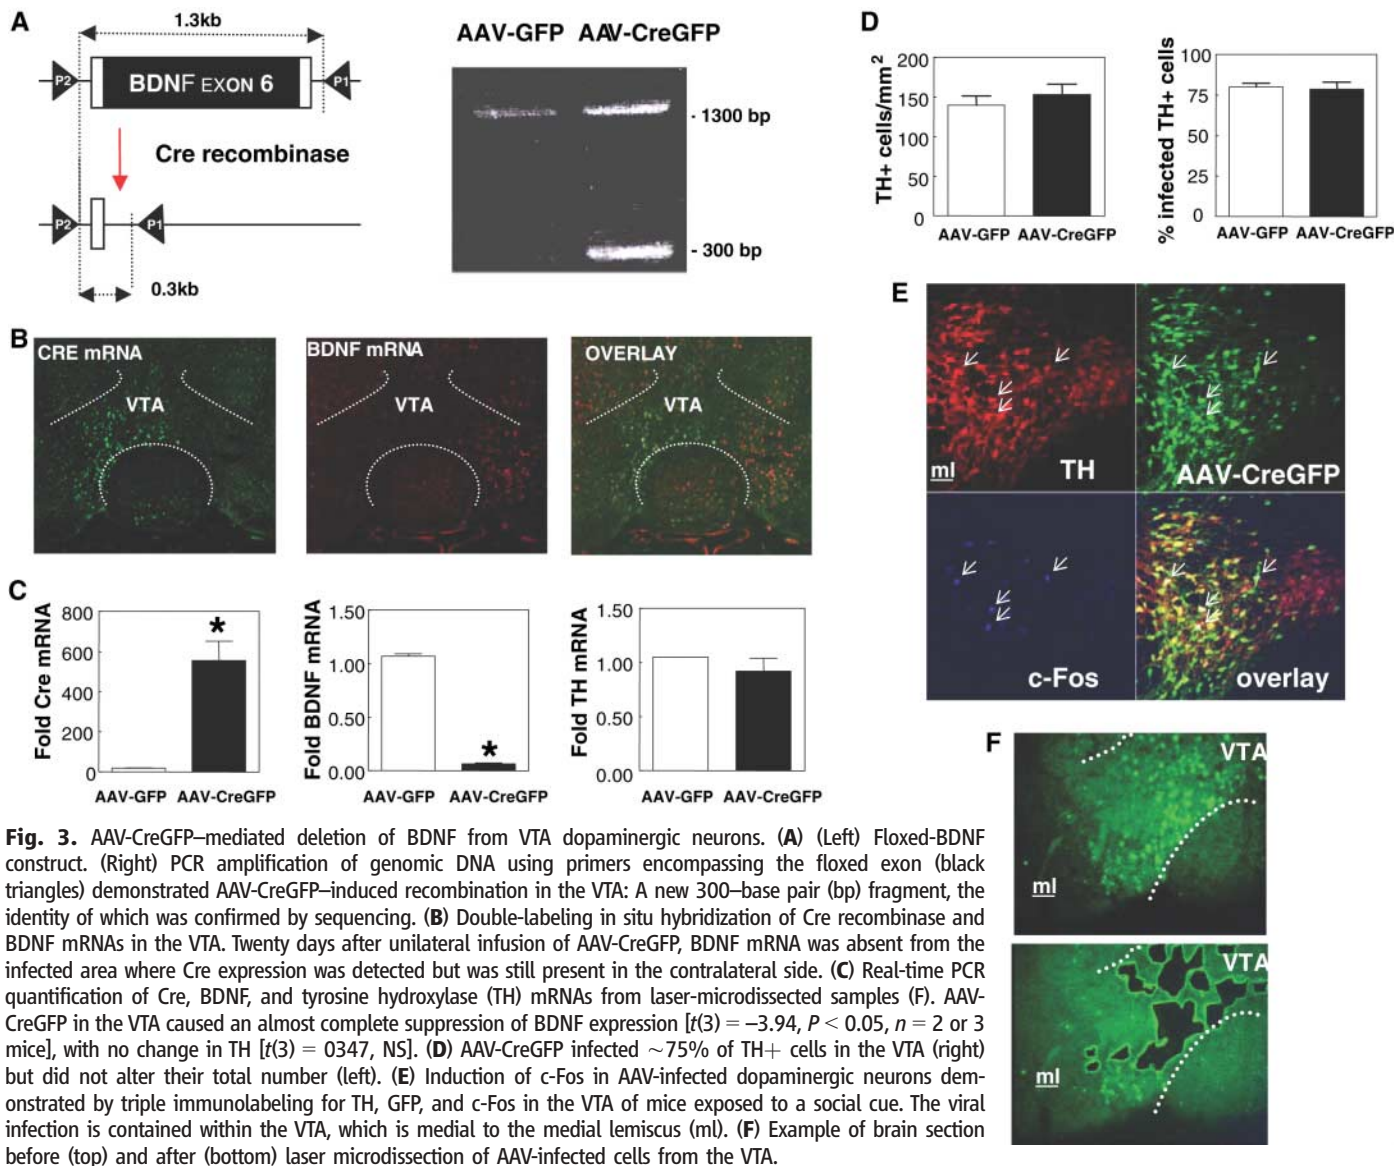 A
1.3kb
P2
BDNF EXON 6
P1
Cre recombinase
P2
P1
0.3kb
AAV-GFP AAV-CreGFP
- 1300 bp
- 300 bp
B
CRE mRNA
VTA
BDNF mRNA
VTA
OVERLAY
VTA
C
Fold Cre mRNA
800
600
400
200
0
*
AAV-GFP AAV-CreGFP
Fold BDNF mRNA
1.50
1.00
0.50
0.00
*
AAV-GFP AAV-CreGFP
Fold TH mRNA
1.50
1.00
0.50
0.00
AAV-GFP AAV-CreGFP
D
TH+ cells/mm²
200
150
100
50
0
AAV-GFP AAV-CreGFP
% infected TH+ cells
100
75
50
25
0
AAV-GFP AAV-CreGFP
E
ml
TH
AAV-CreGFP
c-Fos
overlay
F
VTA
ml
VTA
ml
Fig. 3. AAV-CreGFP–mediated deletion of BDNF from VTA dopaminergic neurons. (A) (Left) Floxed-BDNF
construct. (Right) PCR amplification of genomic DNA using primers encompassing the floxed exon (black
triangles) demonstrated AAV-CreGFP–induced recombination in the VTA: A new 300–base pair (bp) fragment, the
identity of which was confirmed by sequencing. (B) Double-labeling in situ hybridization of Cre recombinase and
BDNF mRNAs in the VTA. Twenty days after unilateral infusion of AAV-CreGFP, BDNF mRNA was absent from the
infected area where Cre expression was detected but was still present in the contralateral side. (C) Real-time PCR
quantification of Cre, BDNF, and tyrosine hydroxylase (TH) mRNAs from laser-microdissected samples (F). AAV-
CreGFP in the VTA caused an almost complete suppression of BDNF expression [t(3) = –3.94, P < 0.05, n = 2 or 3
mice], with no change in TH [t(3) = 0347, NS]. (D) AAV-CreGFP infected ~75% of TH+ cells in the VTA (right)
but did not alter their total number (left). (E) Induction of c-Fos in AAV-infected dopaminergic neurons dem-
onstrated by triple immunolabeling for TH, GFP, and c-Fos in the VTA of mice exposed to a social cue. The viral
infection is contained within the VTA, which is medial to the medial lemiscus (ml). (F) Example of brain section
before (top) and after (bottom) laser microdissection of AAV-infected cells from the VTA.